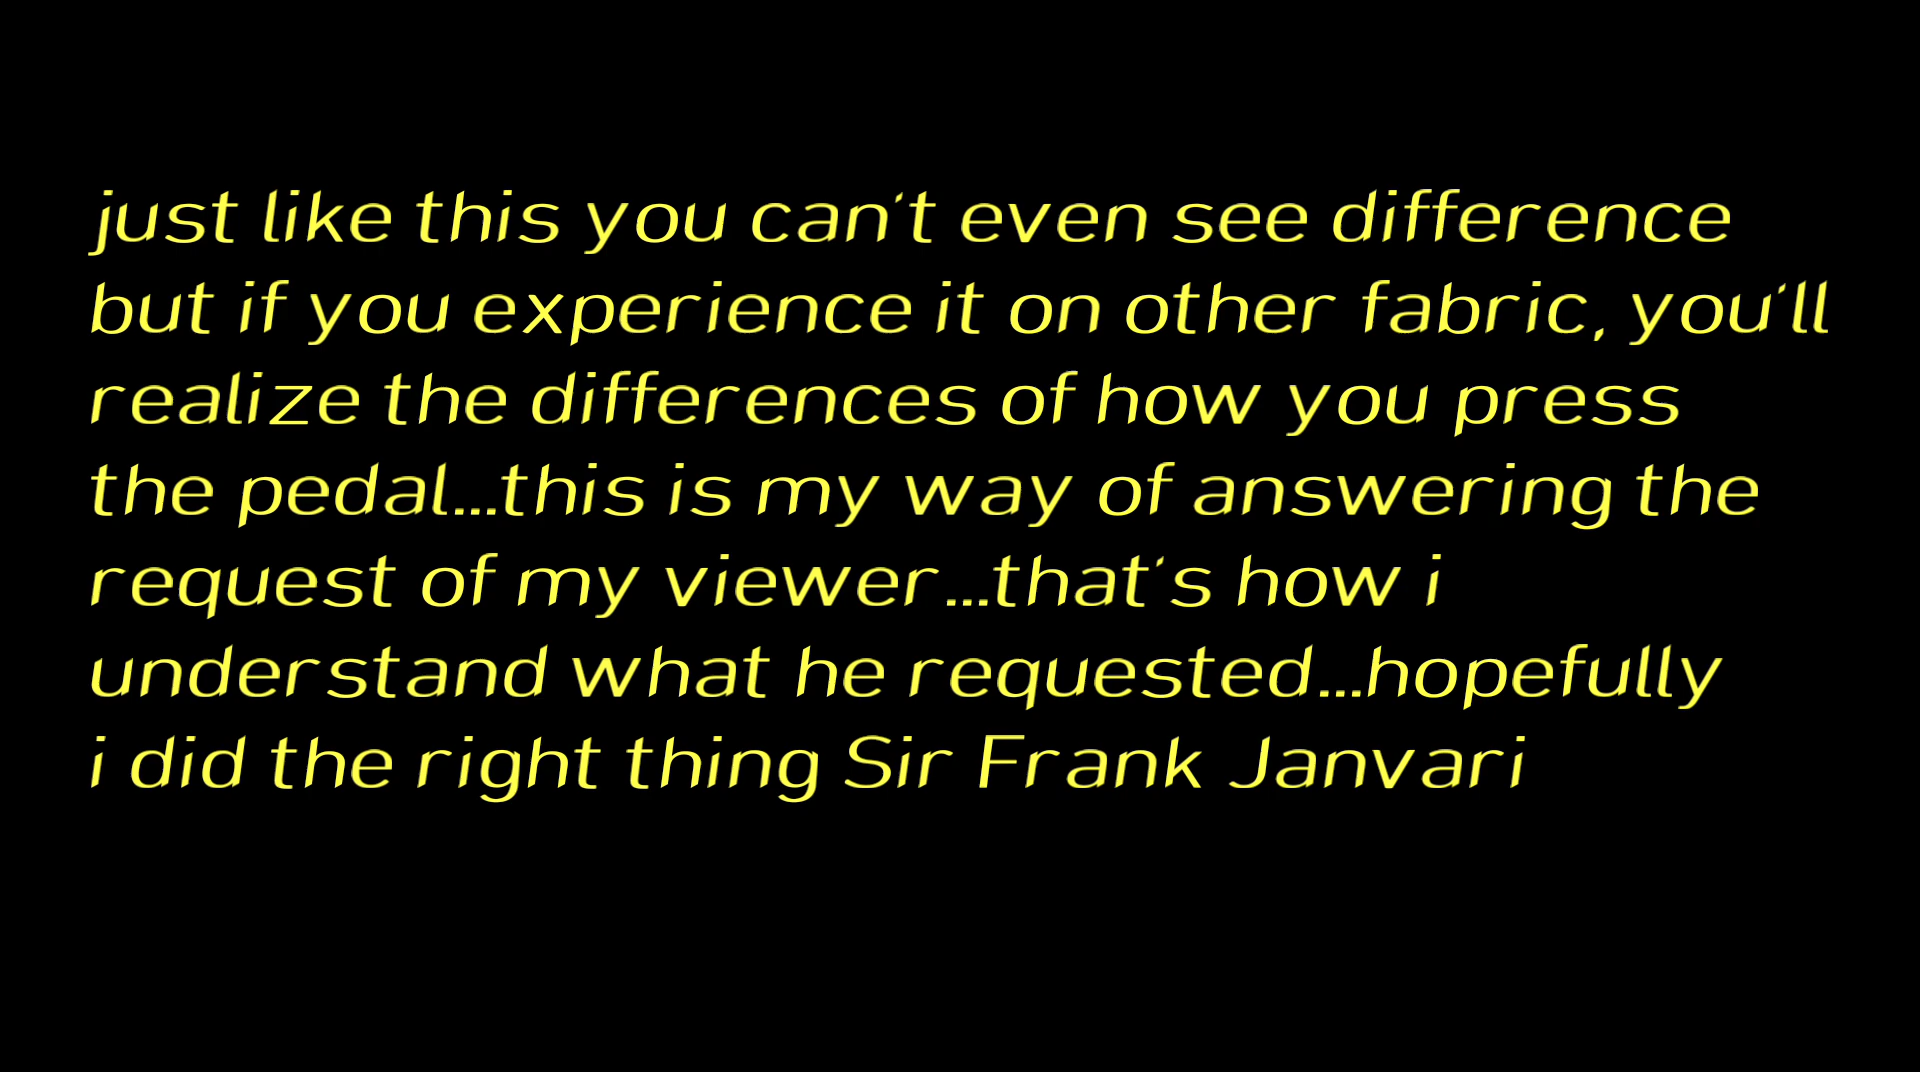 just like this you can't even see difference
but if you experience it on other fabric, you'll
realize the differences of how you press
the pedal...this is my way of answering the
request of my viewer...that's how i
understand what he requested...hopefully
i did the right thing Sir Frank Janvari